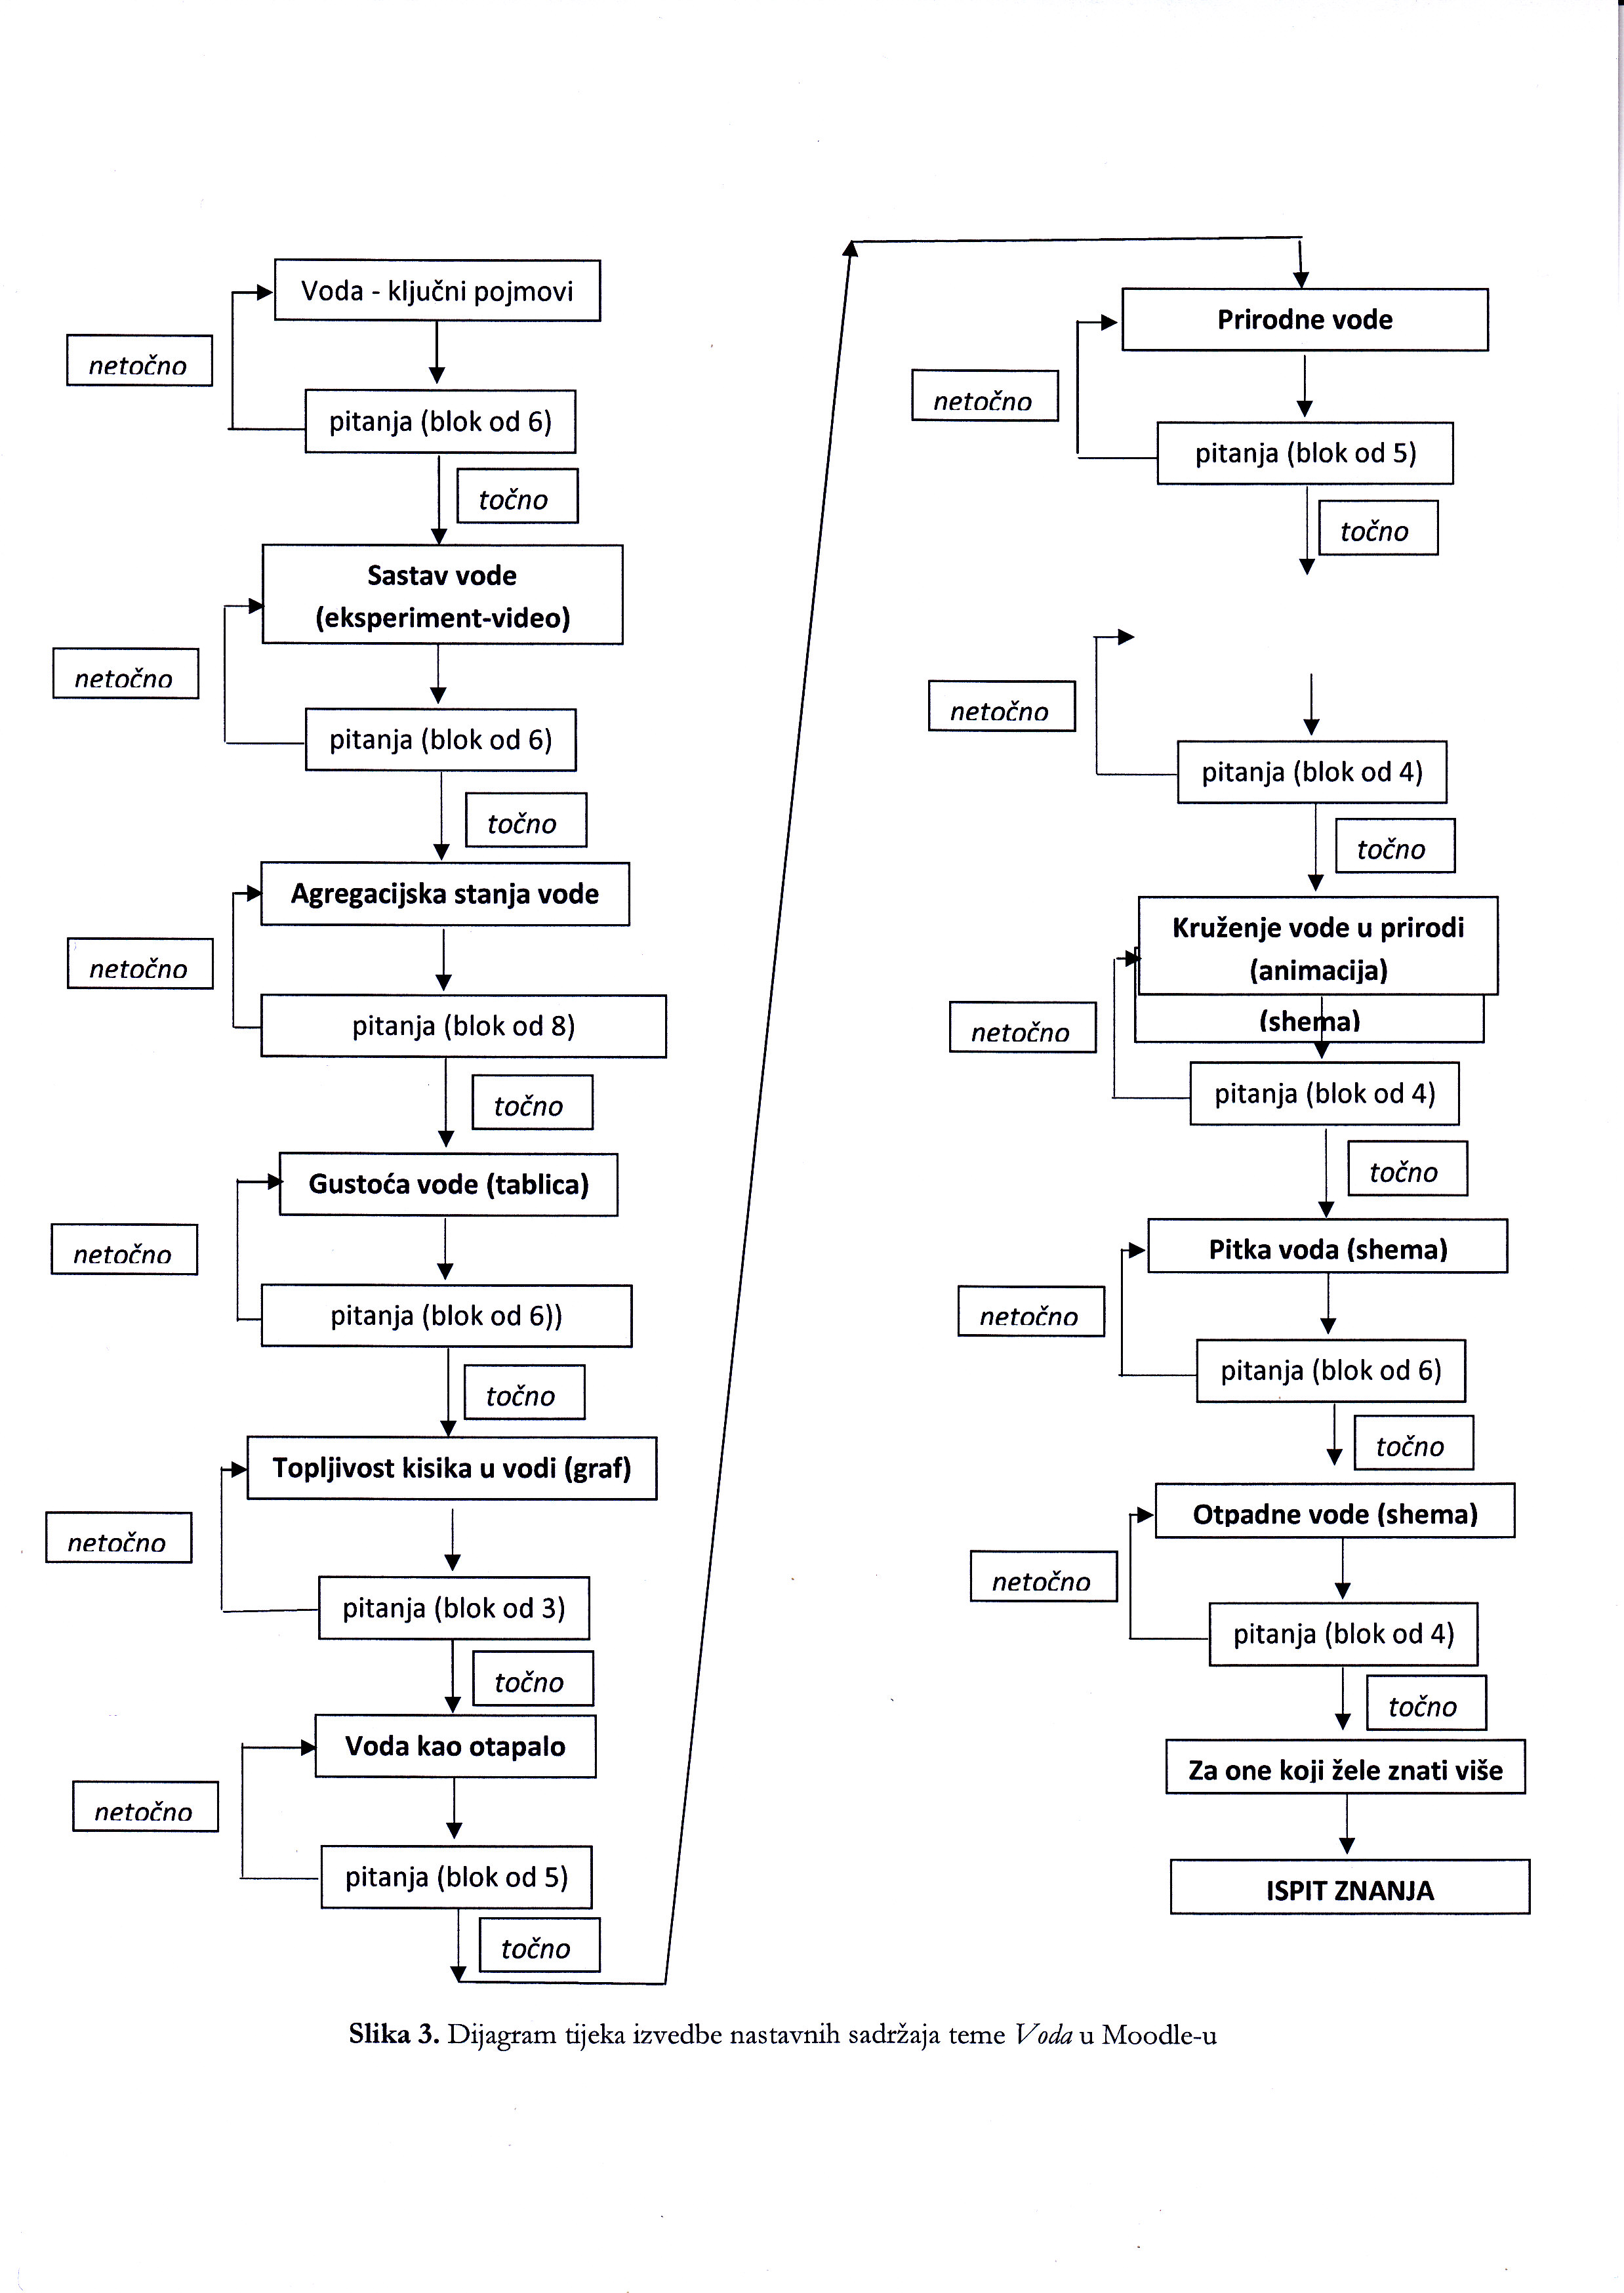 Voda - ključni pojmovi
netočno
pitanja (blok od 6)
točno
Sastav vode
(eksperiment-video)
netočno
pitanja (blok od 6)
točno
Agregacijska stanja vode
netočno
pitanja (blok od 8)
točno
Gustoća vode (tablica)
netočno
pitanja (blok od 6))
točno
Topljivost kisika u vodi (graf)
netočno
pitanja (blok od 3)
točno
Voda kao otapalo
netočno
pitanja (blok od 5)
točno
Prirodne vode
netočno
pitanja (blok od 5)
točno
netočno
pitanja (blok od 4)
točno
Kruženje vode u prirodi
(animacija)
(shema)
netočno
pitanja (blok od 4)
točno
Pitka voda (shema)
netočno
pitanja (blok od 6)
točno
Otpadne vode (shema)
netočno
pitanja (blok od 4)
točno
Za one koji žele znati više
ISPIT ZNANJA
Slika 3. Dijagram tijeka izvedbe nastavnih sadržaja teme Voda u Moodle-u